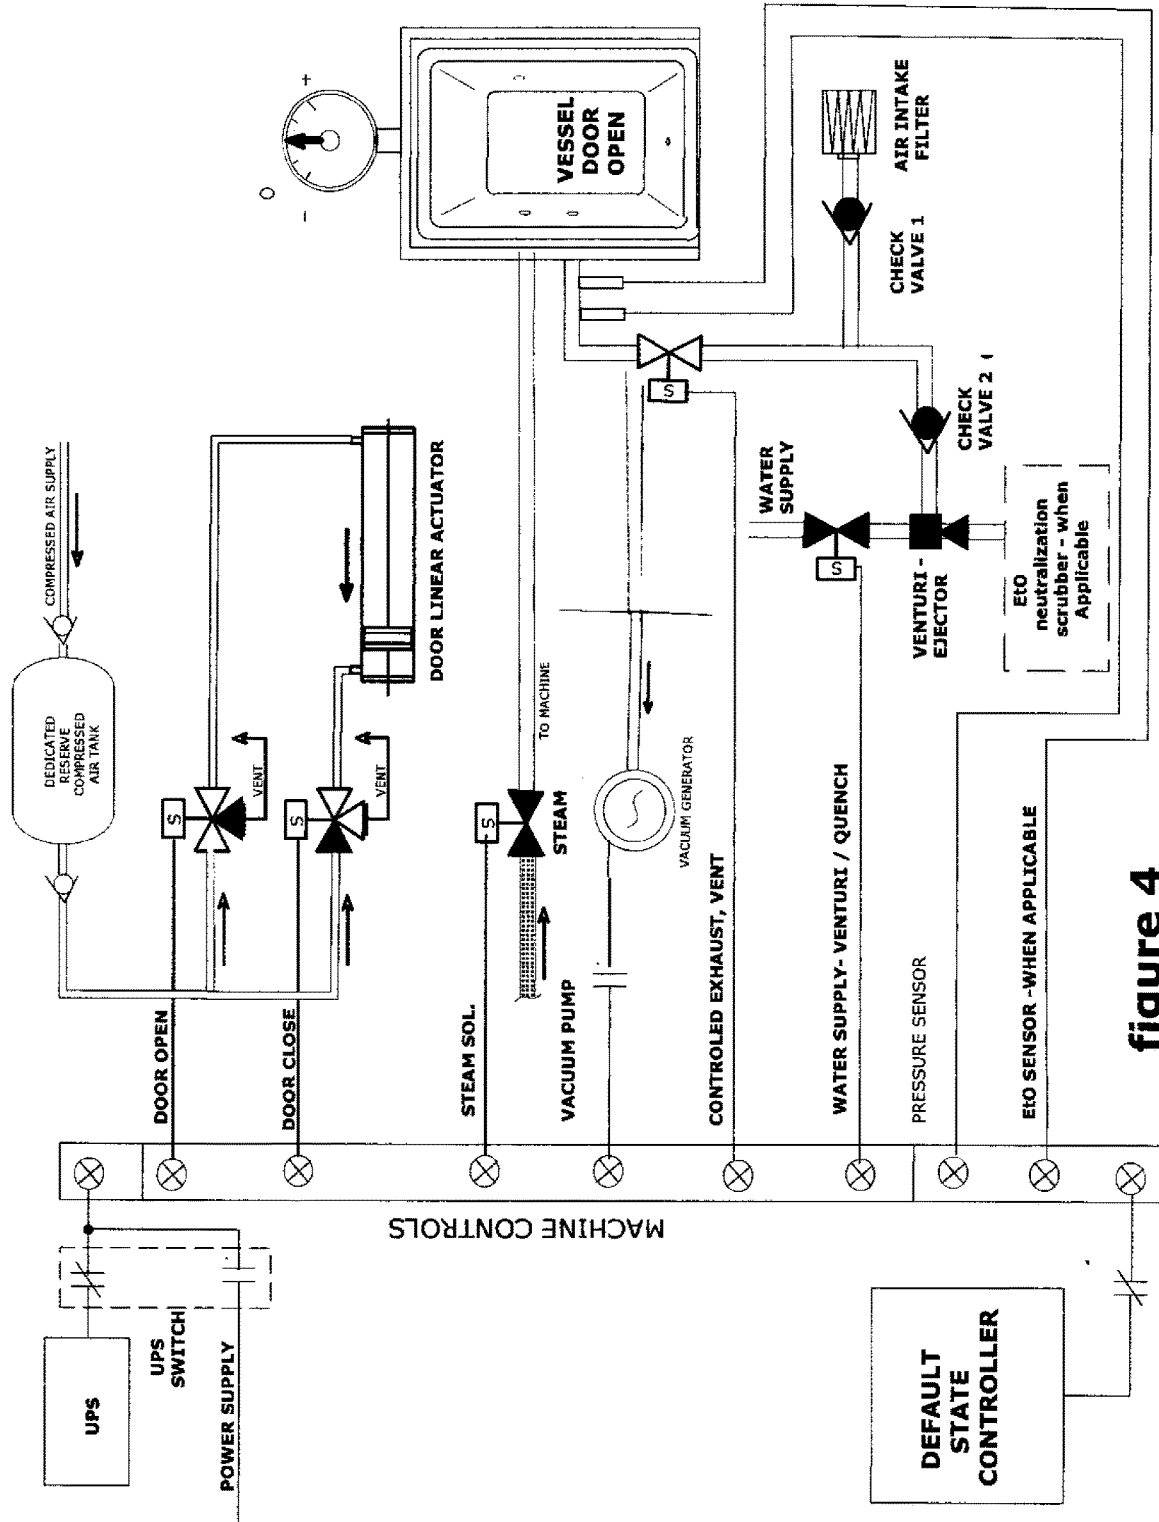 UPS
UPS
SWITCH
POWER SUPPLY
MACHINE CONTROLS
DEFAULT
STATE
CONTROLLER
DEDICATED
RESERVE
COMPRESSED
AIR TANK
COMPRESSED AIR SUPPLY
DOOR OPEN
S
VENT
DOOR CLOSE
S
VENT
DOOR LINEAR ACTUATOR
STEAM SOL.
S
STEAM
TO MACHINE
VACUUM PUMP
VACUUM GENERATOR
CONTROLED EXHAUST, VENT
S
WATER SUPPLY- VENTURI / QUENCH
S
WATER
SUPPLY
VENTURI -
EJECTOR
PRESSURE SENSOR
EtO SENSOR -WHEN APPLICABLE
EtO
neutralization
scrubber - when
Applicable
CHECK
VALVE 2
CHECK
VALVE 1
AIR INTAKE
FILTER
- O +
VESSEL
DOOR
OPEN
figure 4